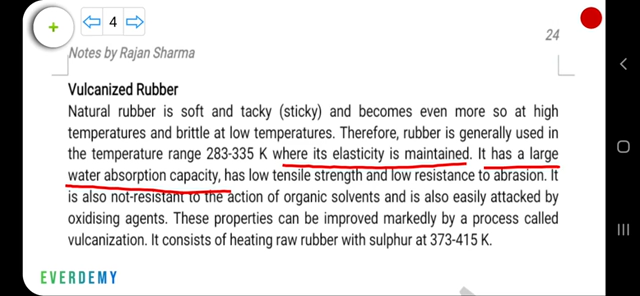 4
24
Notes by Rajan Sharma
Vulcanized Rubber
Natural rubber is soft and tacky (sticky) and becomes even more so at high
temperatures and brittle at low temperatures. Therefore, rubber is generally used in
the temperature range 283-335 K where its elasticity is maintained. It has a large
water absorption capacity, has low tensile strength and low resistance to abrasion. It
is also not-resistant to the action of organic solvents and is also easily attacked by
oxidising agents. These properties can be improved markedly by a process called
vulcanization. It consists of heating raw rubber with sulphur at 373-415 K.
EVERDEMY